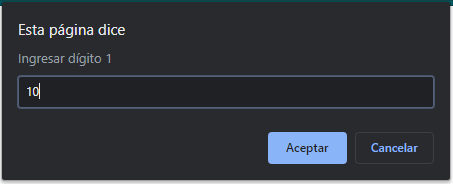 Esta página dice
Ingresar dígito 1
10
Aceptar
Cancelar